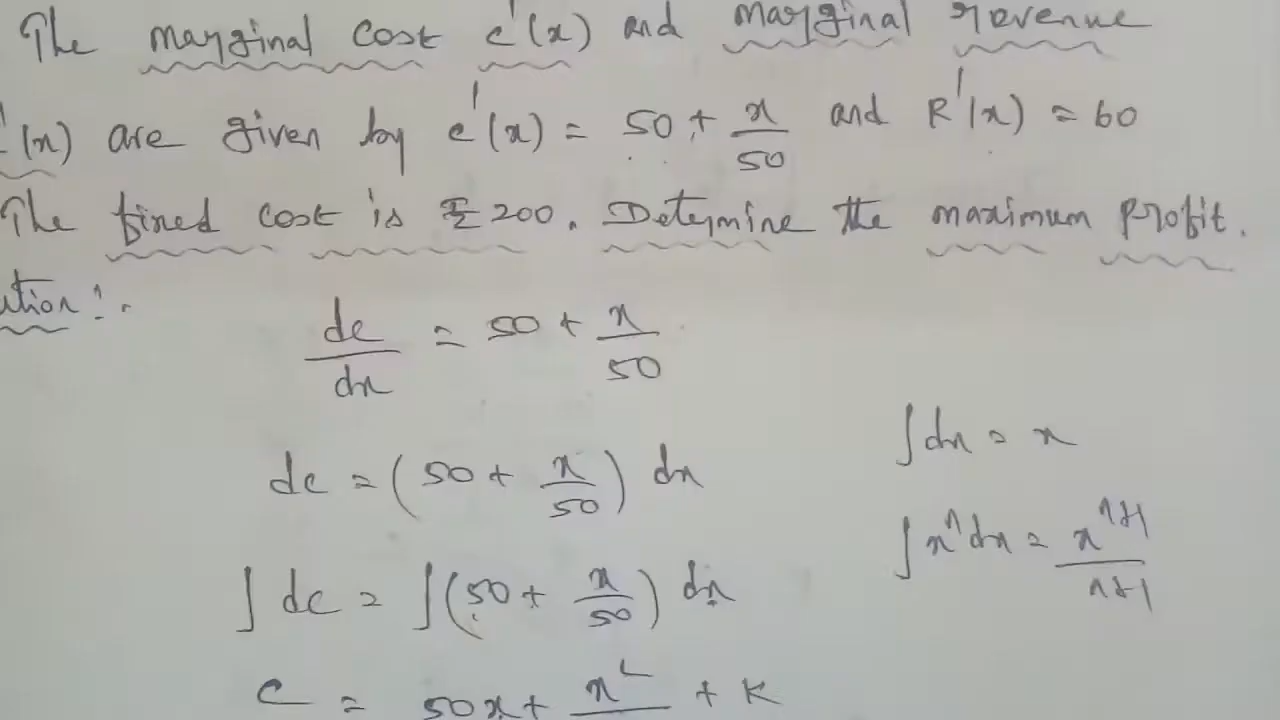 The marginal cost c'(x) and marginal revenue
'(x) are given by c'(x) = 50 + x/50 and R'(x) = 60
The fixed cost is ₹ 200. Determine the maximum profit.
ution :.
dc/dx = 50 + x/50
dc = (50 + x/50) dx
∫dx = x
∫x^n dx = x^(n+1)/(n+1)
∫ dc = ∫(50 + x/50) dx
c = 50x + x² + k